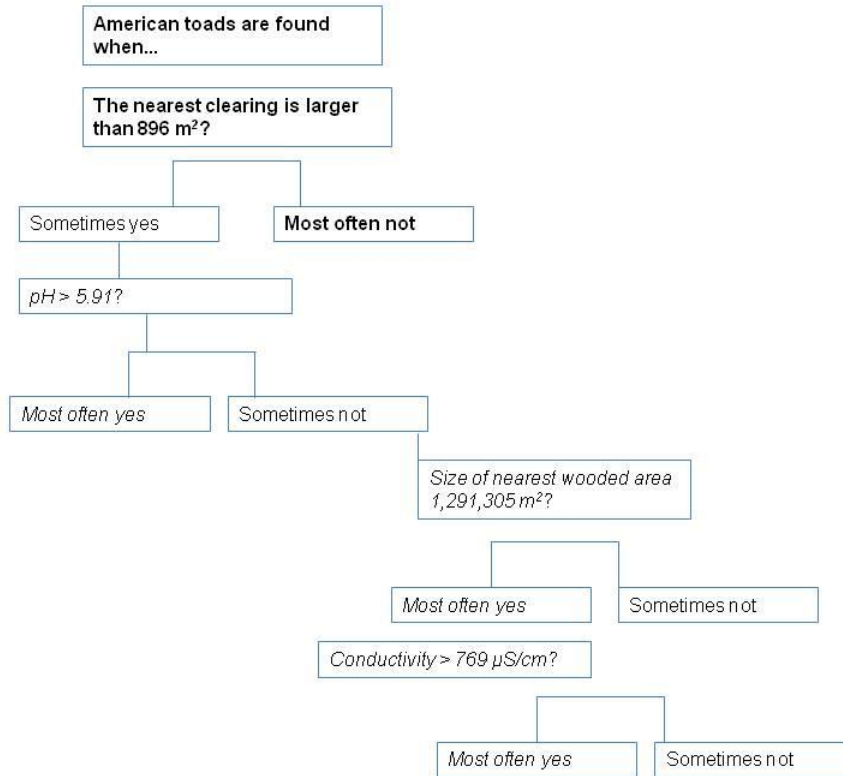 American toads are found
when...
The nearest clearing is larger
than 896 m²?
Sometimes yes
Most often not
pH > 5.91?
Most often yes
Sometimes not
Size of nearest wooded area
1,291,305 m²?
Most often yes
Sometimes not
Conductivity > 769 µS/cm?
Most often yes
Sometimes not